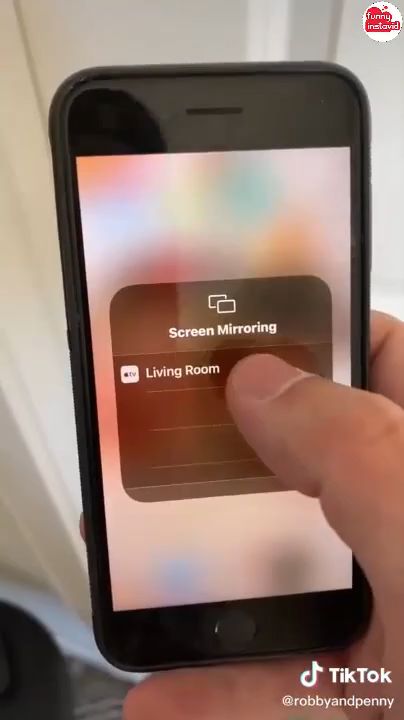 funny
instavid
Screen Mirroring
tv
Living Room
TikTok
@robbyandpenny